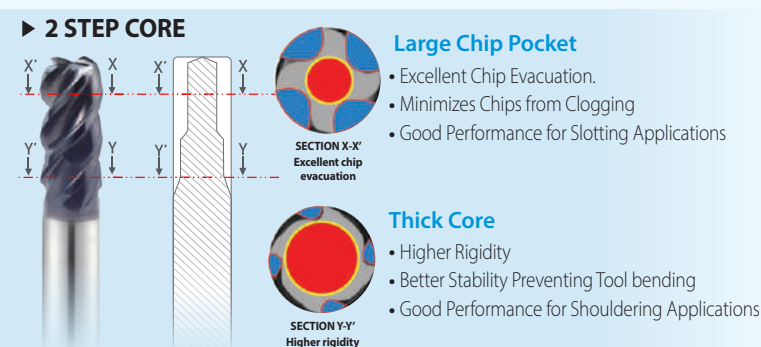 ▶ 2 STEP CORE
X' X X' X
Y' Y Y' Y
SECTION X-X'
Excellent chip
evacuation
Large Chip Pocket
• Excellent Chip Evacuation.
• Minimizes Chips from Clogging
• Good Performance for Slotting Applications
SECTION Y-Y'
Higher rigidity
Thick Core
• Higher Rigidity
• Better Stability Preventing Tool bending
• Good Performance for Shouldering Applications